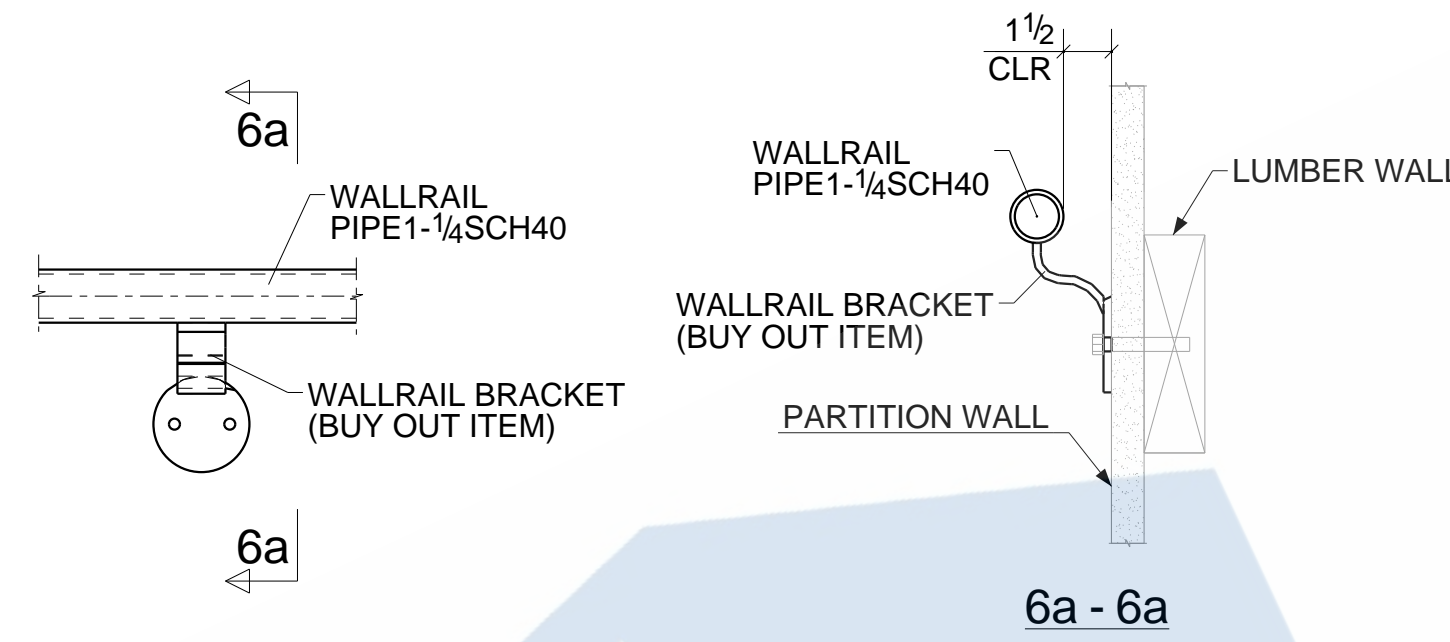 6a
WALLRAIL
PIPE1-1/4SCH40
WALLRAIL BRACKET
(BUY OUT ITEM)
6a
1 1/2
CLR
WALLRAIL
PIPE1-1/4SCH40
LUMBER WALL
WALLRAIL BRACKET
(BUY OUT ITEM)
PARTITION WALL
6a - 6a